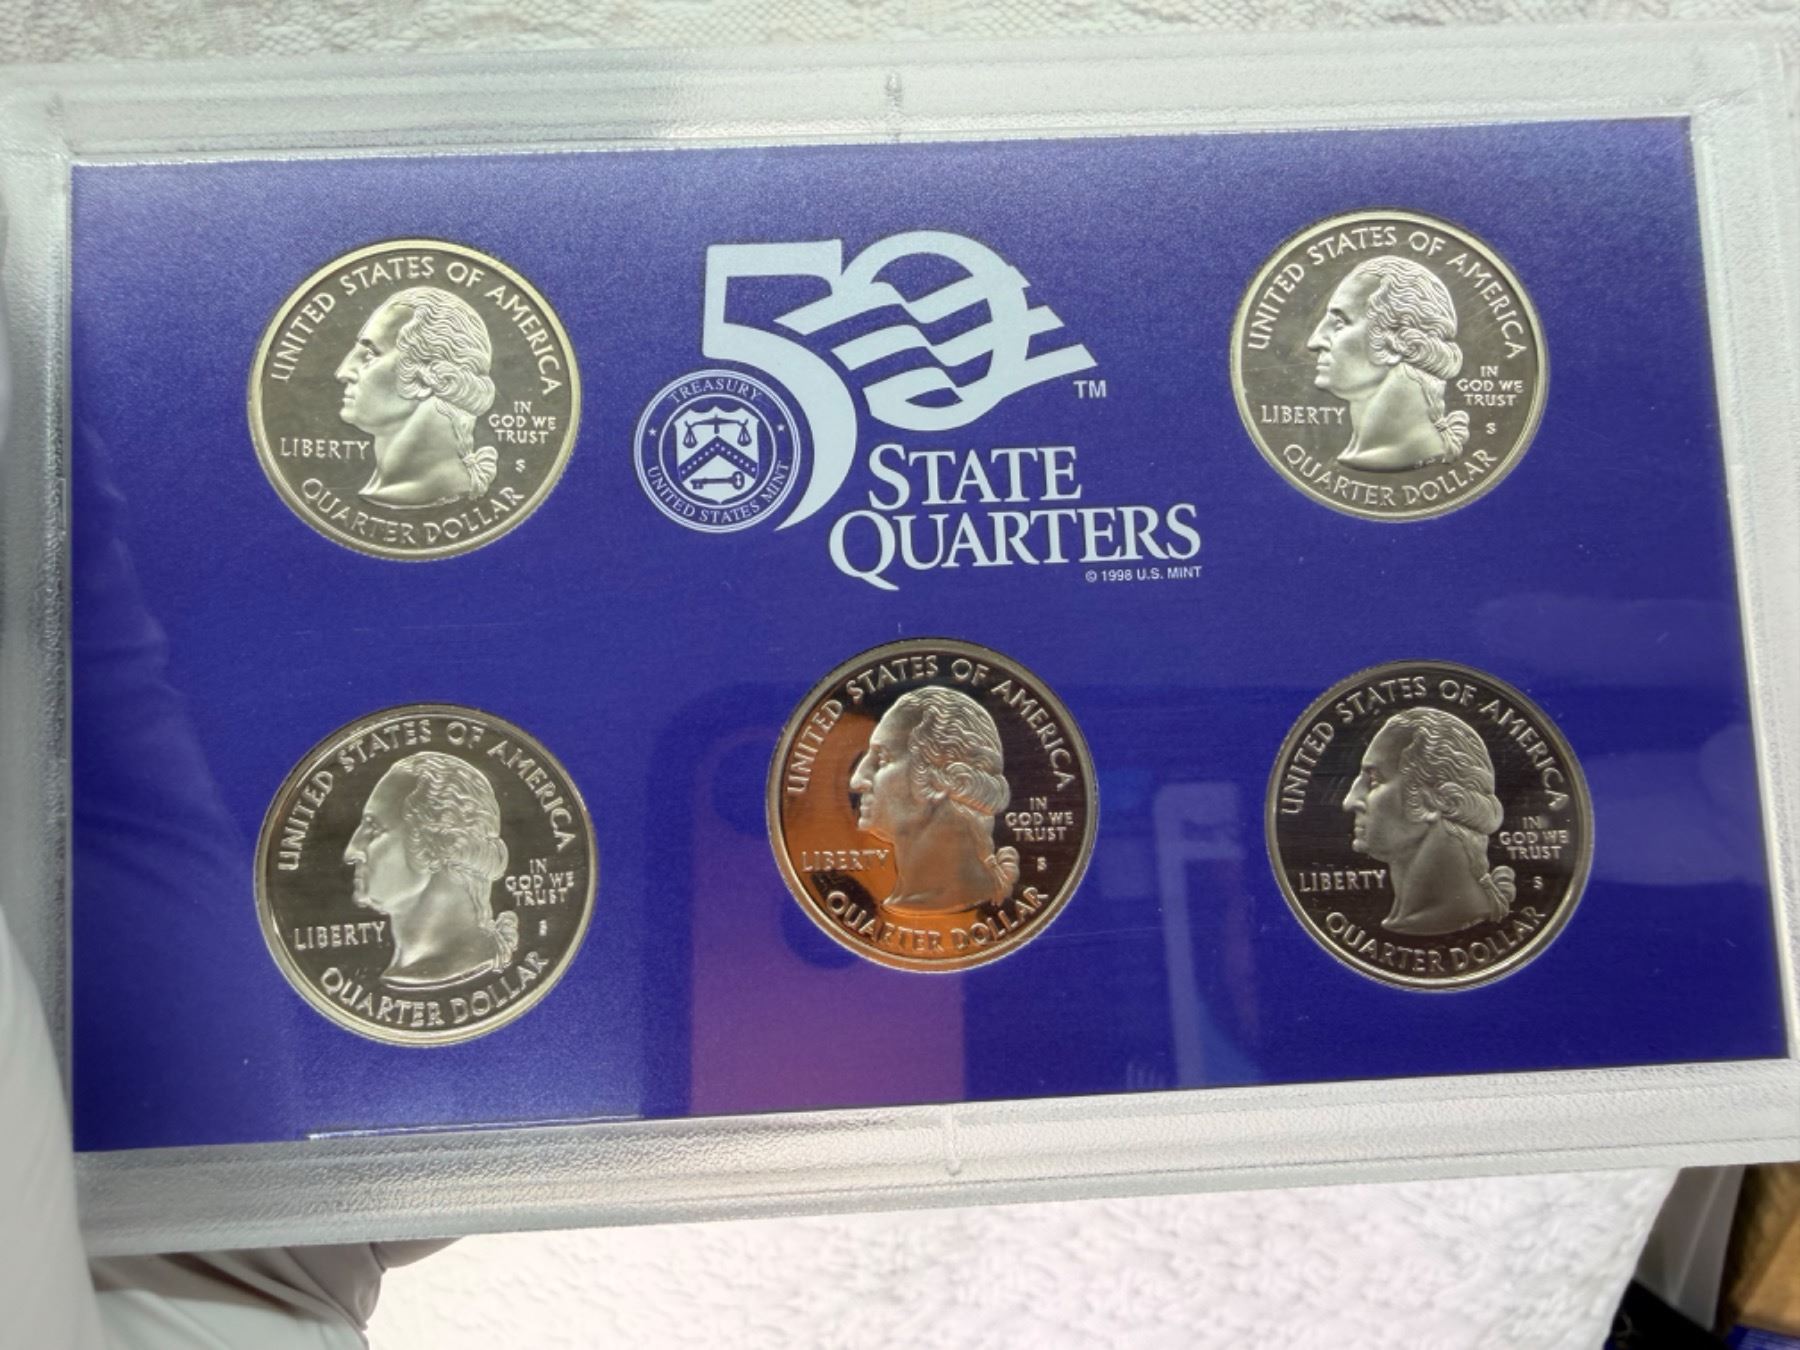 UNITED STATES OF AMERICA
LIBERTY
IN
GOD WE
TRUST
S
QUARTER DOLLAR
50
TM
TREASURY
UNITED STATES MINT
STATE
QUARTERS
© 1998 U.S. MINT
UNITED STATES OF AMERICA
LIBERTY
IN
GOD WE
TRUST
S
QUARTER DOLLAR
UNITED STATES OF AMERICA
LIBERTY
IN
GOD WE
TRUST
S
QUARTER DOLLAR
UNITED STATES OF AMERICA
LIBERTY
IN
GOD WE
TRUST
S
QUARTER DOLLAR
UNITED STATES OF AMERICA
LIBERTY
IN
GOD WE
TRUST
S
QUARTER DOLLAR